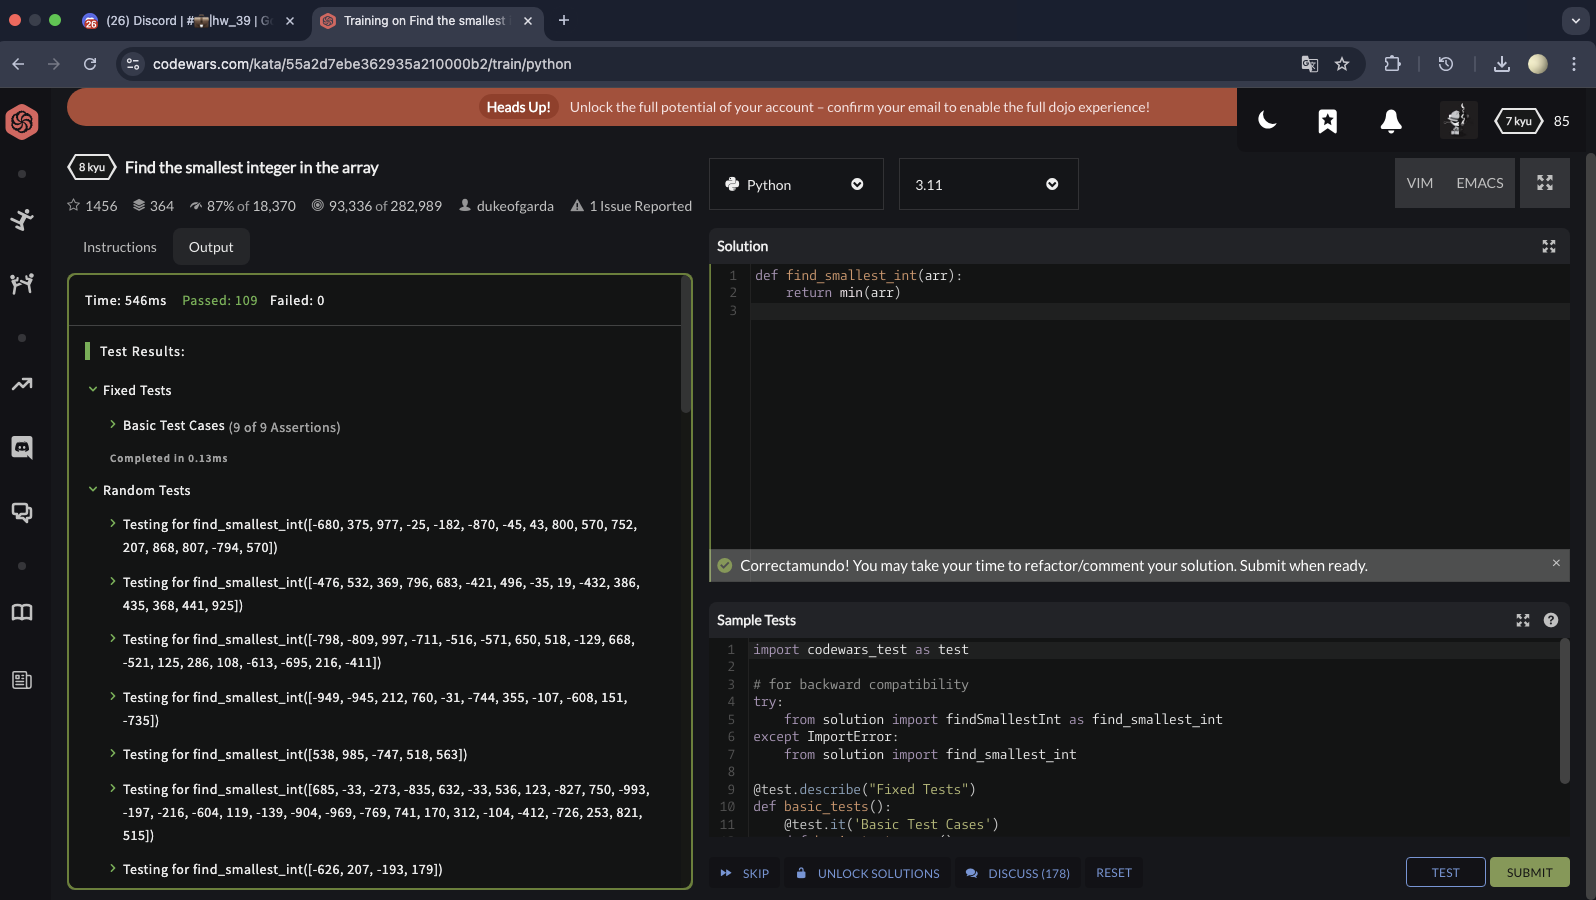 (26) Discord | #💼|hw_39 | G
Training on Find the smallest
codewars.com/kata/55a2d7ebe362935a210000b2/train/python
Heads Up! Unlock the full potential of your account – confirm your email to enable the full dojo experience!
7 kyu 85
8 kyu Find the smallest integer in the array
1456 364 87% of 18,370 93,336 of 282,989 dukeofgarda 1 Issue Reported
Python 3.11
VIM EMACS
Instructions Output
Time: 546ms Passed: 109 Failed: 0
Test Results:
Fixed Tests
Basic Test Cases (9 of 9 Assertions)
Completed in 0.13ms
Random Tests
Testing for find_smallest_int([-680, 375, 977, -25, -182, -870, -45, 43, 800, 570, 752,
207, 868, 807, -794, 570])
Testing for find_smallest_int([-476, 532, 369, 796, 683, -421, 496, -35, 19, -432, 386,
435, 368, 441, 925])
Testing for find_smallest_int([-798, -809, 997, -711, -516, -571, 650, 518, -129, 668,
-521, 125, 286, 108, -613, -695, 216, -411])
Testing for find_smallest_int([-949, -945, 212, 760, -31, -744, 355, -107, -608, 151,
-735])
Testing for find_smallest_int([538, 985, -747, 518, 563])
Testing for find_smallest_int([685, -33, -273, -835, 632, -33, 536, 123, -827, 750, -993,
-197, -216, -604, 119, -139, -904, -969, -769, 741, 170, 312, -104, -412, -726, 253, 821,
515])
Testing for find_smallest_int([-626, 207, -193, 179])
Solution
1 def find_smallest_int(arr):
2     return min(arr)
3
Correctamundo! You may take your time to refactor/comment your solution. Submit when ready.
Sample Tests
1 import codewars_test as test
2
3 # for backward compatibility
4 try:
5     from solution import findSmallestInt as find_smallest_int
6 except ImportError:
7     from solution import find_smallest_int
8
9 @test.describe("Fixed Tests")
10 def basic_tests():
11     @test.it('Basic Test Cases')
SKIP UNLOCK SOLUTIONS DISCUSS (178) RESET
TEST SUBMIT